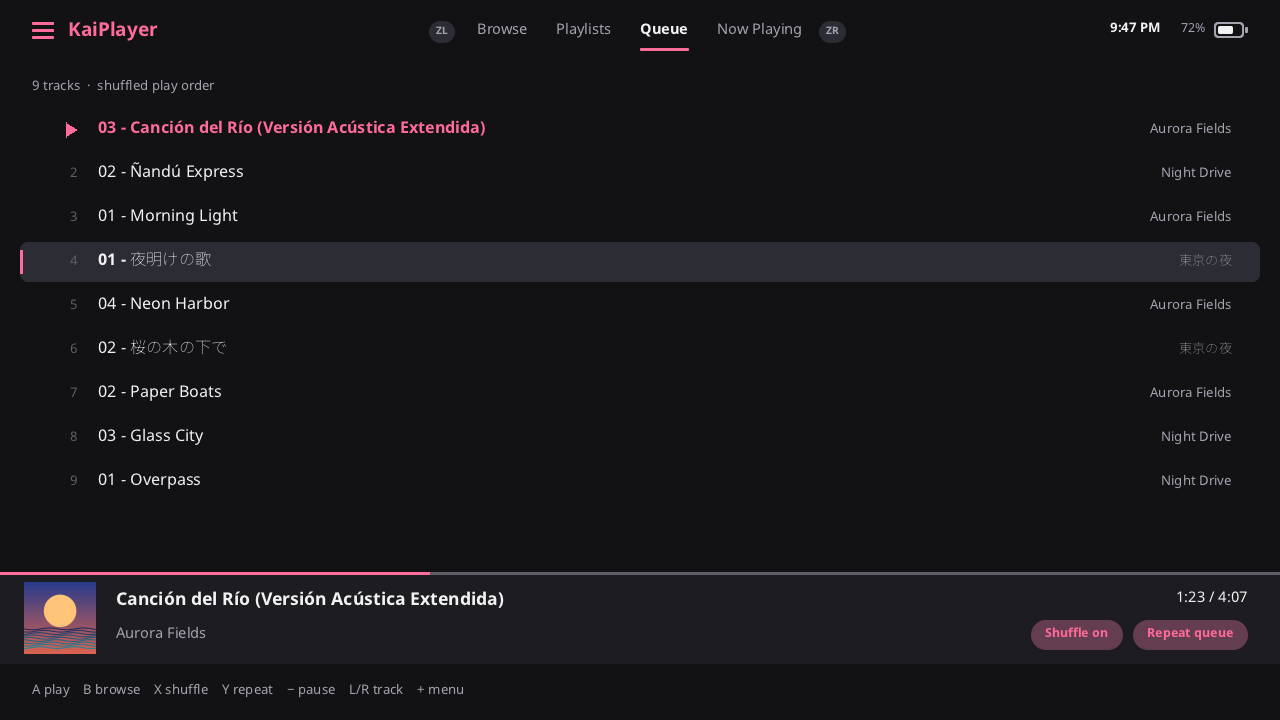 KaiPlayer
ZL Browse Playlists Queue Now Playing ZR
9:47 PM 72%
9 tracks · shuffled play order
03 - Canción del Río (Versión Acústica Extendida) Aurora Fields
2 02 - Ñandú Express Night Drive
3 01 - Morning Light Aurora Fields
4 01 - 夜明けの歌 東京の夜
5 04 - Neon Harbor Aurora Fields
6 02 - 桜の木の下で 東京の夜
7 02 - Paper Boats Aurora Fields
8 03 - Glass City Night Drive
9 01 - Overpass Night Drive
Canción del Río (Versión Acústica Extendida) 1:23 / 4:07
Aurora Fields Shuffle on Repeat queue
A play B browse X shuffle Y repeat − pause L/R track + menu